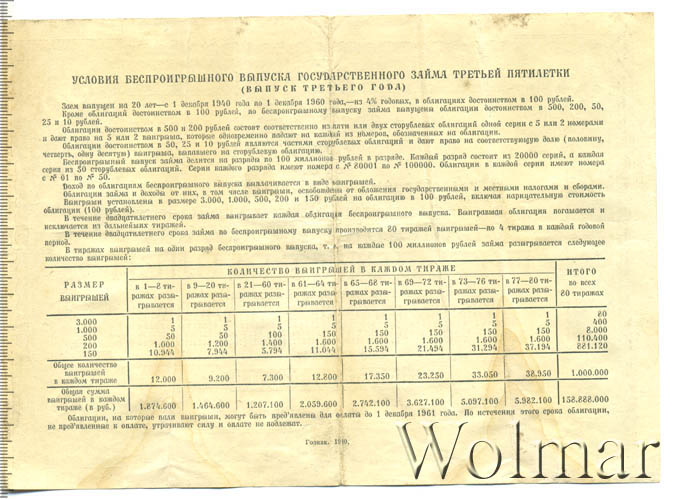 УСЛОВИЯ БЕСПРОИГРЫШНОГО ВЫПУСКА ГОСУДАРСТВЕННОГО ЗАЙМА ТРЕТЬЕЙ ПЯТИЛЕТКИ
(ВЫПУСК ТРЕТЬЕГО ГОДА)
Заем выпущен на 20 лет—с 1 декабря 1940 года по 1 декабря 1960 года,—из 4% годовых, в облигациях достоинством в 100 рублей.
Кроме облигаций достоинством в 100 рублей, по беспроигрышному выпуску займа выпущены облигации достоинством в 500, 200, 50,
25 и 10 рублей.
Облигации достоинством в 500 и 200 рублей состоят соответственно из пяти или двух сторублевых облигаций одной серии с 5 или 2 номерами
и дают право на 5 или 2 выигрыша, которые одновременно падают на каждый из номеров, обозначенных на облигации.
Облигации достоинством в 50, 25 и 10 рублей являются частями сторублевых облигаций и дают право на соответствующую долю (половину,
четверть, одну десятую) выигрыша, выпавшего на сторублевую облигацию.
Беспроигрышный выпуск займа делится на разряды по 100 миллионов рублей в разряде. Каждый разряд состоит из 20000 серий, а каждая
серия из 50 сторублевых облигаций. Серии каждого разряда имеют номера с № 80001 по № 100000. Облигации в каждой серии имеют номера
с № 01 по № 50.
Доход по облигациям беспроигрышного выпуска выплачивается в виде выигрышей.
Облигации и доходы от них, в том числе выигрыши, освобождены от обложения государственными и местными налогами и сборами.
Выигрыши установлены в размере 3.000, 1.000, 500, 200 и 150 рублей на облигацию в 100 рублей, включая нарицательную стоимость
облигации (100 рублей).
В течение двадцатилетнего срока займа выигрывает каждая облигация беспроигрышного выпуска. Выигравшая облигация погашается и
исключается из дальнейших тиражей.
В течение двадцатилетнего срока займа по беспроигрышному выпуску производятся 80 тиражей выигрышей—по 4 тиража в каждый годовой
период.
В тиражах выигрышей на один разряд беспроигрышного выпуска, т. е. на каждые 100 миллионов рублей займа разыгрывается следующее
количество выигрышей:
РАЗМЕР ВЫИГРЫШЕЙ КОЛИЧЕСТВО ВЫИГРЫШЕЙ В КАЖДОМ ТИРАЖЕ ИТОГО во всех 80 тиражах
в 1—8 тиражах разыгрывается в 9—20 тиражах разыгрывается в 21—60 тиражах разыгрывается в 61—64 тиражах разыгрывается в 65—68 тиражах разыгрывается в 69—72 тиражах разыгрывается в 73—76 тиражах разыгрывается в 77—80 тиражах разыгрывается
3.000 1 1 1 1 1 1 1 1 80
1.000 5 5 5 5 5 5 5 5 400
500 50 50 100 150 150 150 150 150 8.000
200 1.000 1.200 1.400 1.600 1.600 1.600 1.600 1.600 110.400
150 10.944 7.944 5.794 11.044 15.594 21.494 31.294 37.194 881.120
Общее количество выигрышей в каждом тираже 12.000 9.200 7.300 12.800 17.350 23.250 33.050 38.950 1.000.000
Общая сумма выигрышей в каждом тираже (в руб.) 1.874.600 1.464.600 1.207.100 2.059.600 2.742.100 3.627.100 5.097.100 5.982.100 158.888.000
Облигации, на которые пали выигрыши, могут быть пред'явлены для оплаты до 1 декабря 1961 года. По истечении этого срока облигации,
не пред'явленные к оплате, утрачивают силу и оплате не подлежат.
Гознак. 1940.
Wolmar